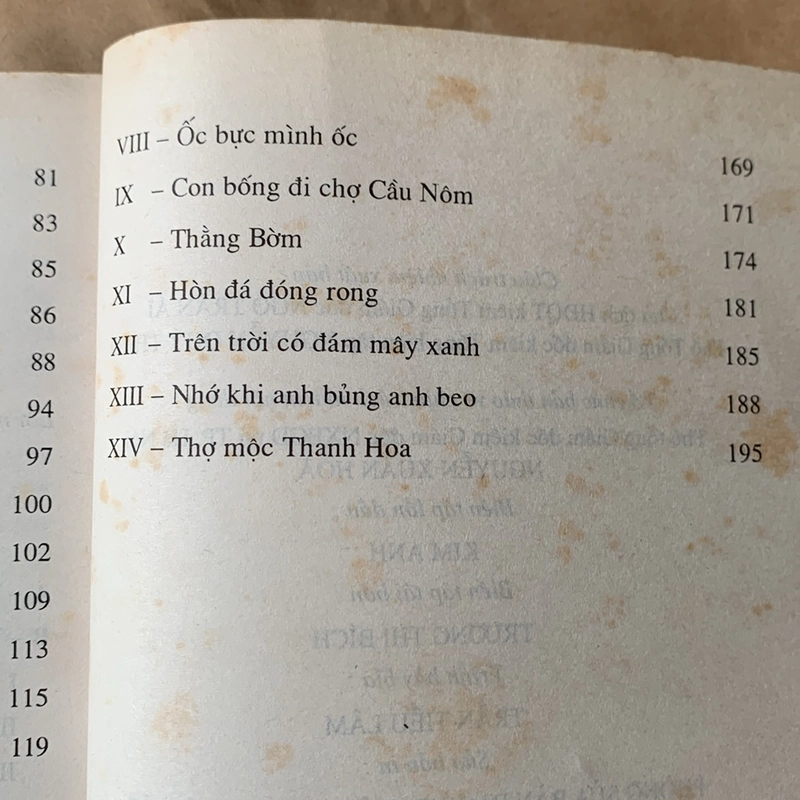 81
83
85
86
88
94
97
100
102
109
113
115
119
VIII – Ốc bực mình ốc 169
IX – Con bống đi chợ Cầu Nôm 171
X – Thằng Bờm 174
XI – Hòn đá đóng rong 181
XII – Trên trời có đám mây xanh 185
XIII – Nhớ khi anh bủng anh beo 188
XIV – Thợ mộc Thanh Hoa 195